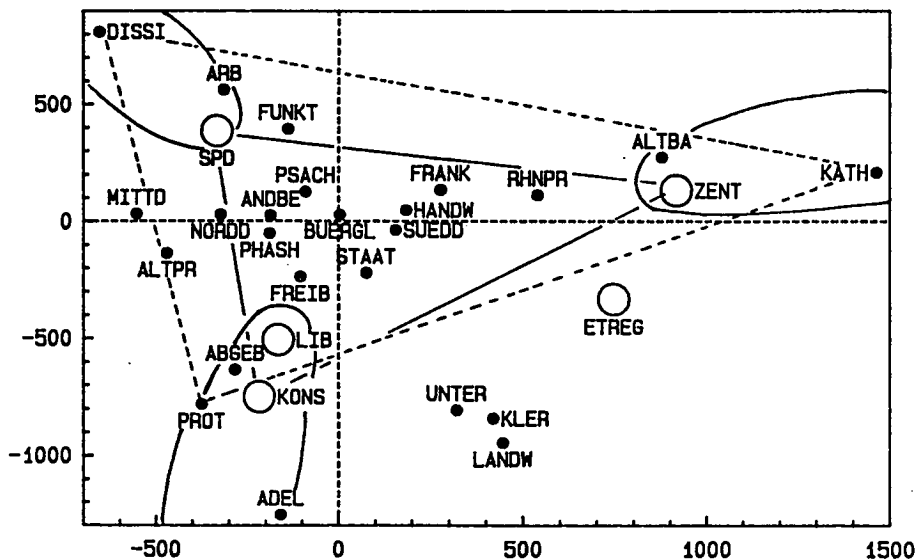 DISSI
ARB
500
FUNKT
SPD
ALTBA
PSACH
FRANK
RHNPR
KATH
ZENT
MITTD
ANDBE
HANDW
0
NORDD
BUERGL
SUEDD
PHASH
STAAT
ALTPR
FREIB
ETREG
-500
LIB
ABGEB
KONS
UNTER
PROT
KLER
LANDW
-1000
ADEL
-500
0
500
1000
1500